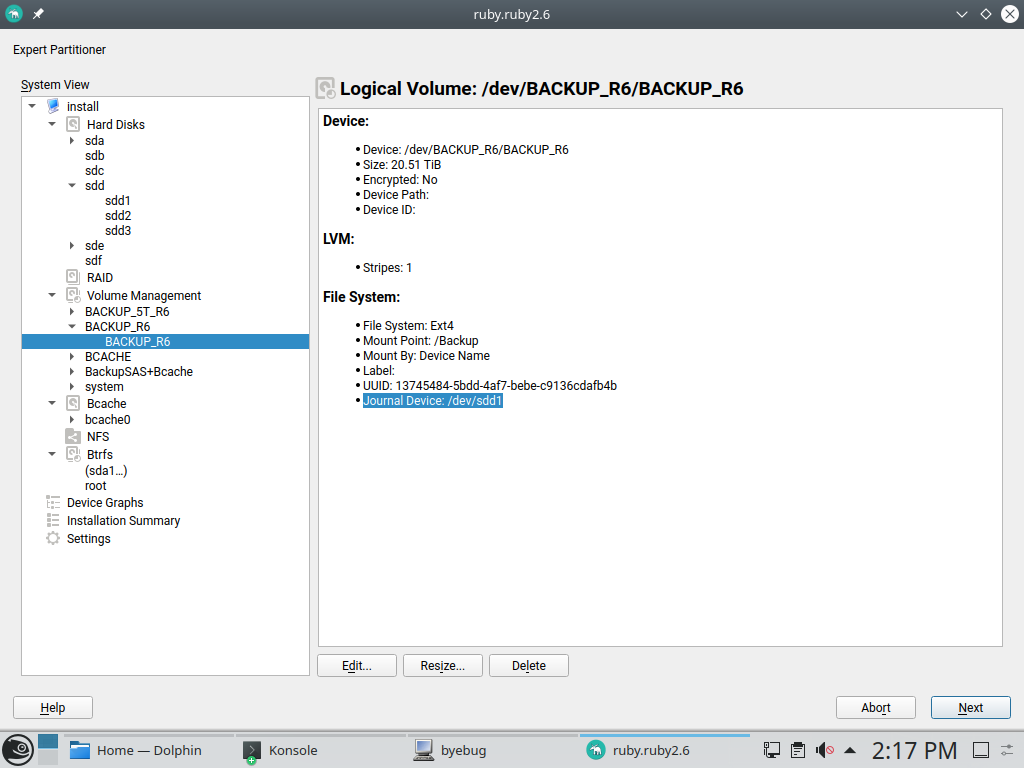 ruby.ruby2.6
Expert Partitioner
System View
install
Hard Disks
sda
sdb
sdc
sdd
sdd1
sdd2
sdd3
sde
sdf
RAID
Volume Management
BACKUP_5T_R6
BACKUP_R6
BACKUP_R6
BCACHE
BackupSAS+Bcache
system
Bcache
bcache0
NFS
Btrfs
(sda1...)
root
Device Graphs
Installation Summary
Settings
Logical Volume: /dev/BACKUP_R6/BACKUP_R6
Device:
• Device: /dev/BACKUP_R6/BACKUP_R6
• Size: 20.51 TiB
• Encrypted: No
• Device Path:
• Device ID:
LVM:
• Stripes: 1
File System:
• File System: Ext4
• Mount Point: /Backup
• Mount By: Device Name
• Label:
• UUID: 13745484-5bdd-4af7-bebe-c9136cdafb4b
• Journal Device: /dev/sdd1
Edit... Resize... Delete
Help Abort Next
Home — Dolphin Konsole byebug ruby.ruby2.6 2:17 PM